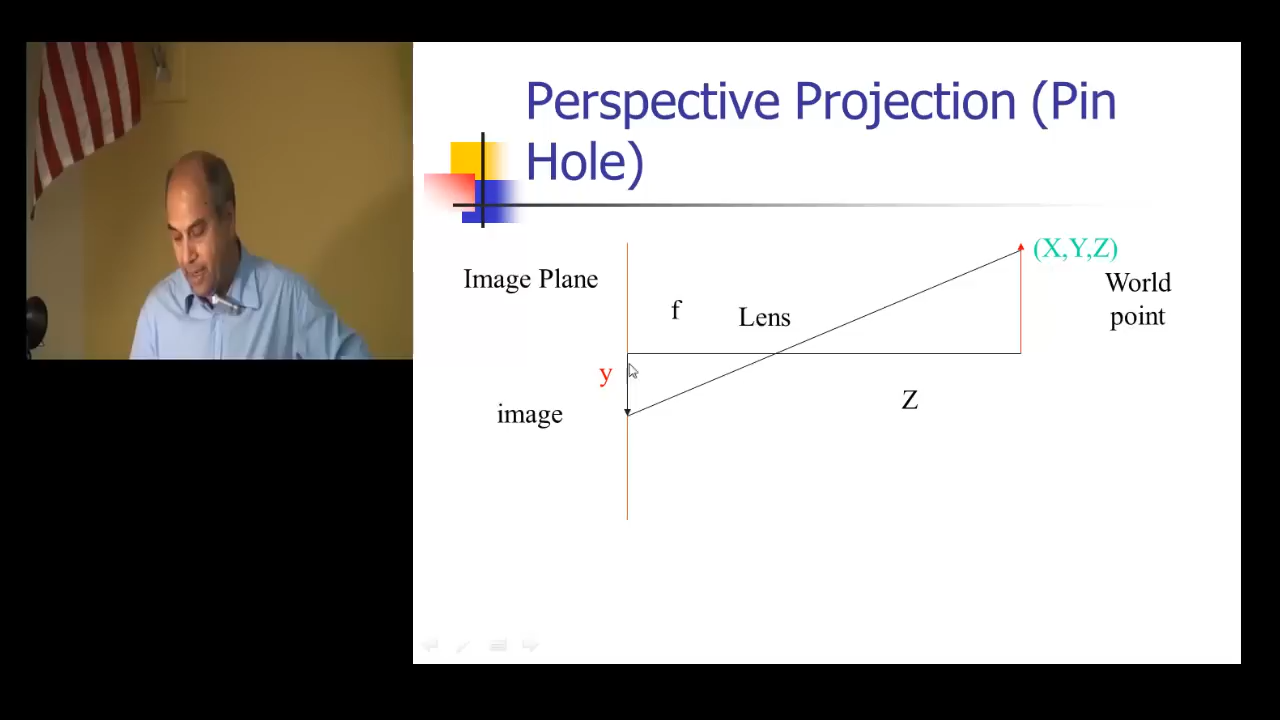 Perspective Projection (Pin
Hole)
(X,Y,Z)
Image Plane
World
point
f
Lens
y
Z
image